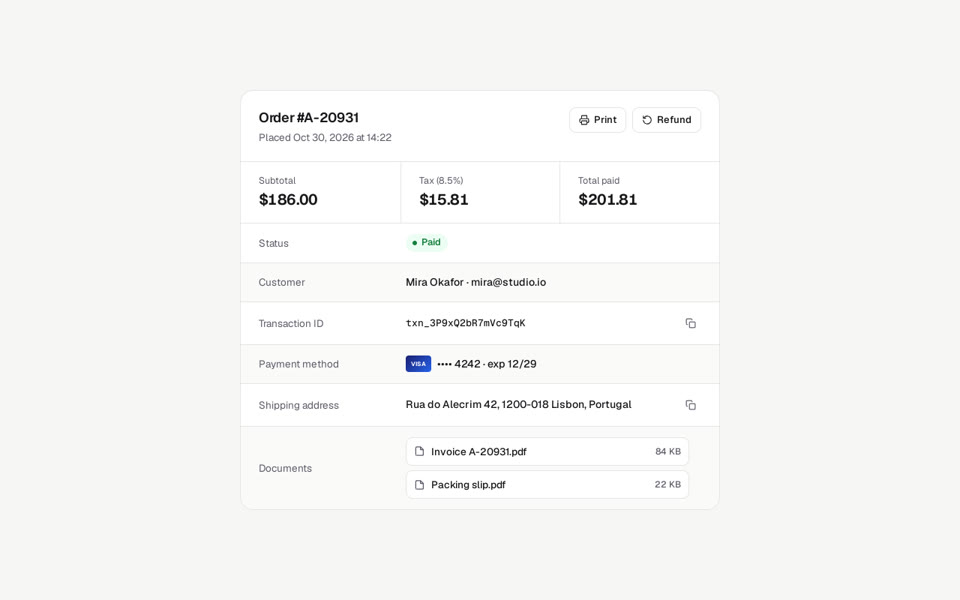 Order #A-20931
Placed Oct 30, 2026 at 14:22
Print
Refund
Subtotal
$186.00
Tax (8.5%)
$15.81
Total paid
$201.81
Status
Paid
Customer
Mira Okafor · mira@studio.io
Transaction ID
txn_3P9xQ2bR7mVc9TqK
Payment method
VISA •••• 4242 · exp 12/29
Shipping address
Rua do Alecrim 42, 1200-018 Lisbon, Portugal
Documents
Invoice A-20931.pdf 84 KB
Packing slip.pdf 22 KB